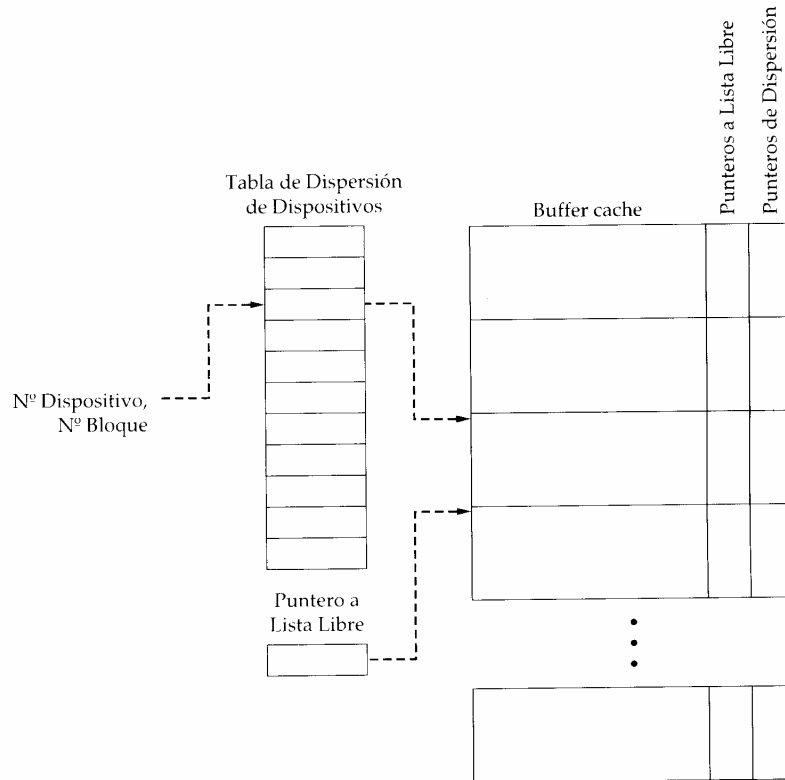 Punteros a Lista Libre
Punteros de Dispersión
Tabla de Dispersión
de Dispositivos
Buffer cache
Nº Dispositivo,
Nº Bloque
Puntero a
Lista Libre